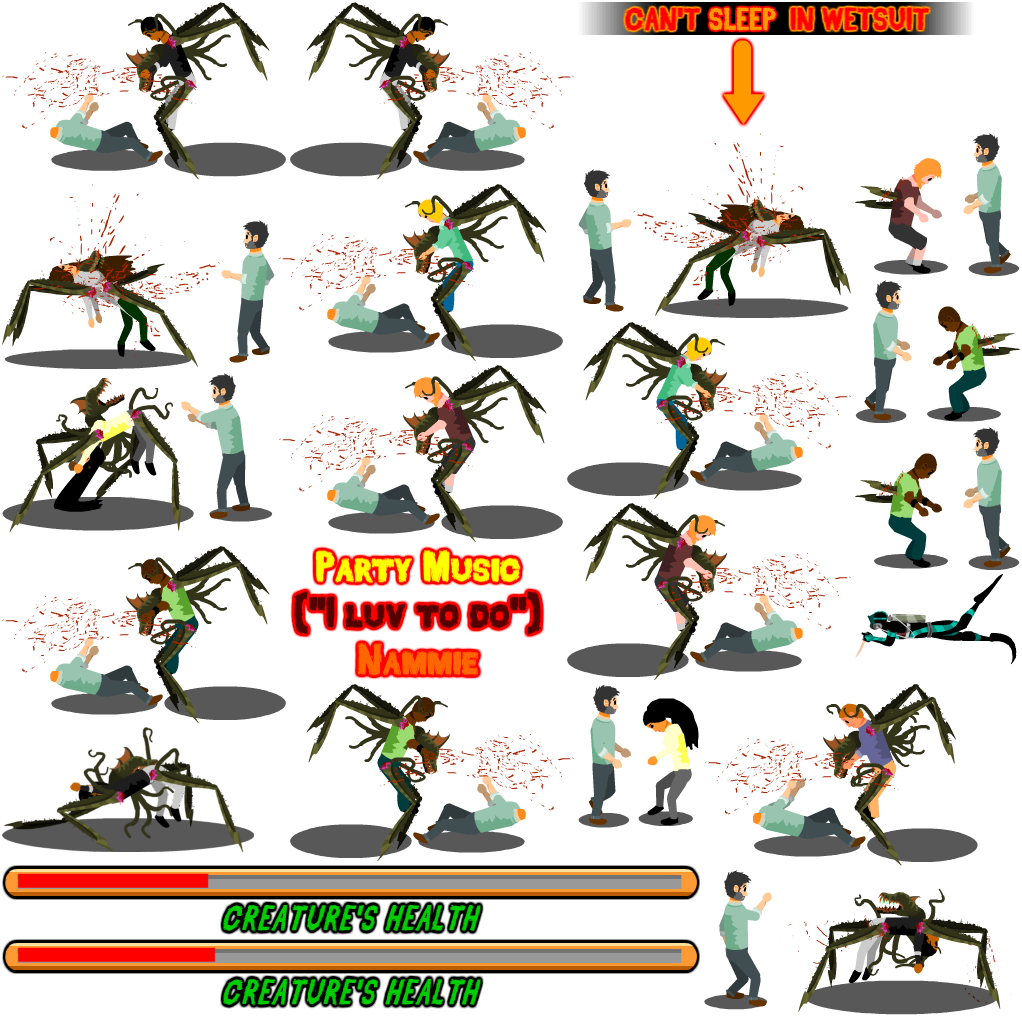 CAN'T SLEEP IN WETSUIT
PARTY MUSIC
("I LUV TO DO")
NAMMIE
CREATURE'S HEALTH
CREATURE'S HEALTH